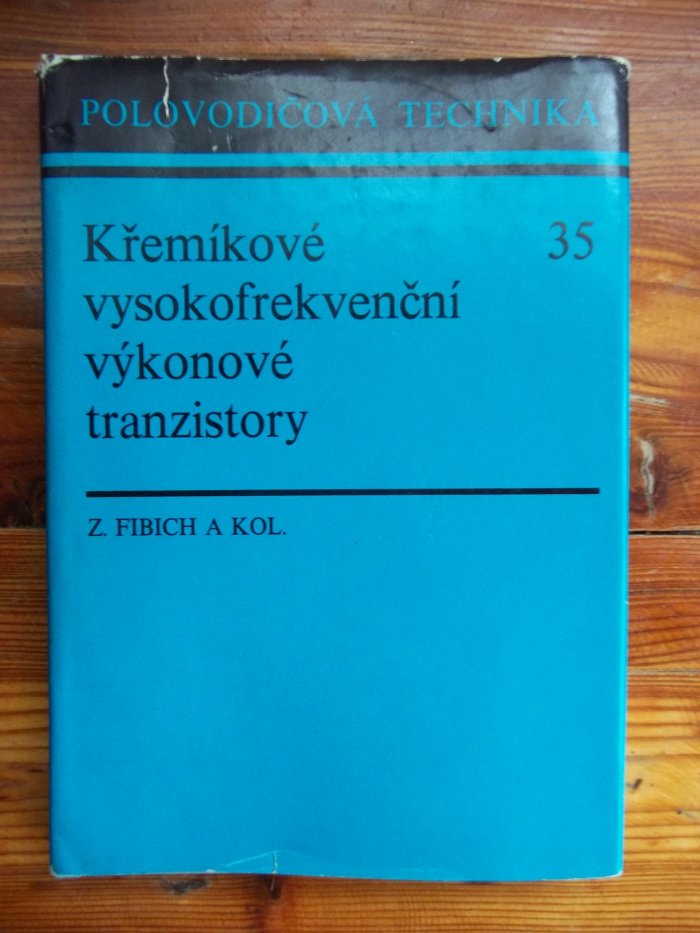 POLOVODIČOVÁ TECHNIKA
Křemíkové 35
vysokofrekvenční
výkonové
tranzistory
Z. FIBICH A KOL.